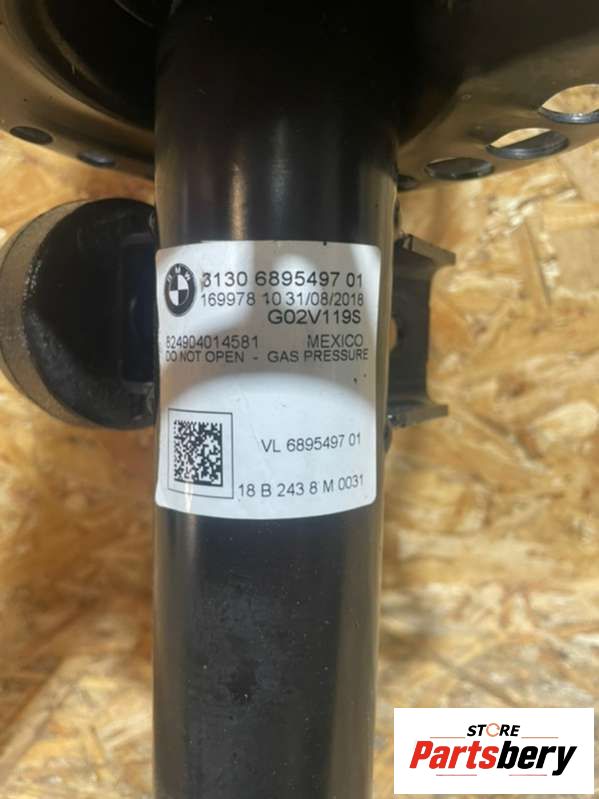 BMW
3130 6895497 01
169978 10 31/08/2018
G02V119S
824904014581 MEXICO
DO NOT OPEN - GAS PRESSURE
VL 6895497 01
18 B 243 8 M 0031
STORE
Partsbery